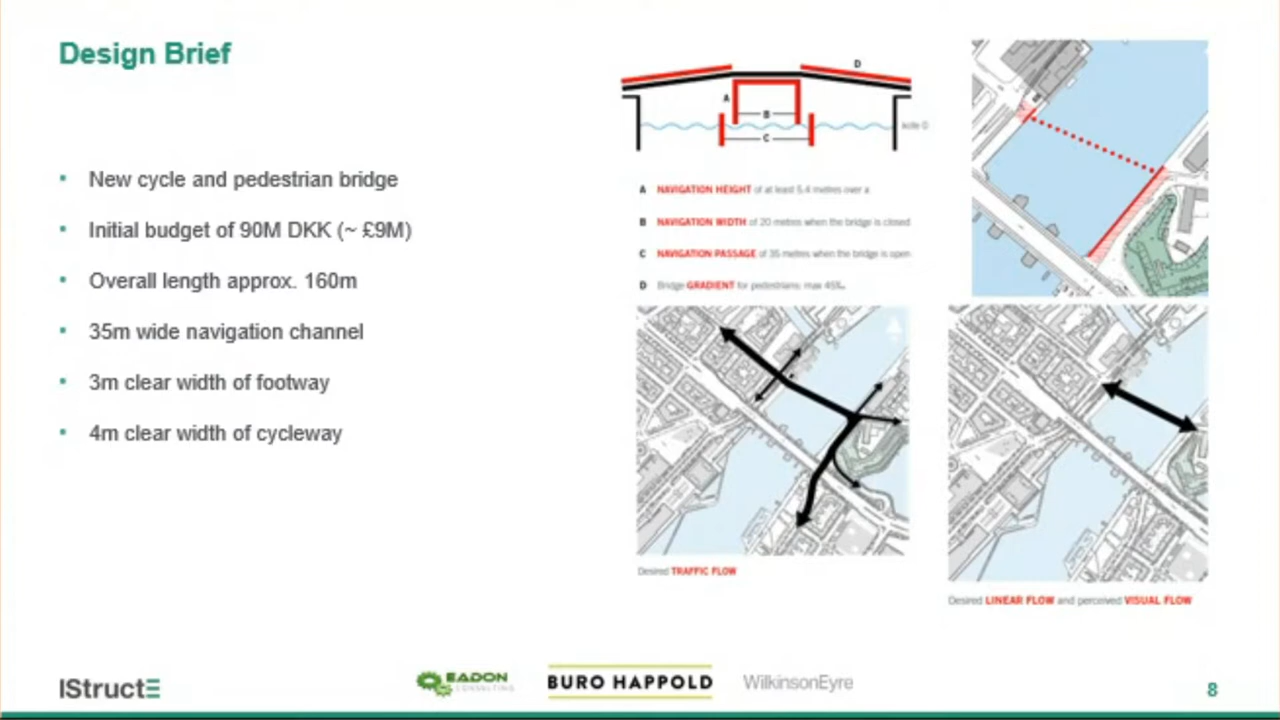 Design Brief
• New cycle and pedestrian bridge
• Initial budget of 90M DKK (~ £9M)
• Overall length approx. 160m
• 35m wide navigation channel
• 3m clear width of footway
• 4m clear width of cycleway
D
A
B
C
kote 0
A NAVIGATION HEIGHT of at least 5.4 metres over a
B NAVIGATION WIDTH of 20 metres when the bridge is closed
C NAVIGATION PASSAGE of 35 metres when the bridge is open
D Bridge GRADIENT for pedestrians: max 45‰
Desired TRAFFIC FLOW
Desired LINEAR FLOW and perceived VISUAL FLOW
IStructE
EADON
CONSULTING
BURO HAPPOLD
WilkinsonEyre
8